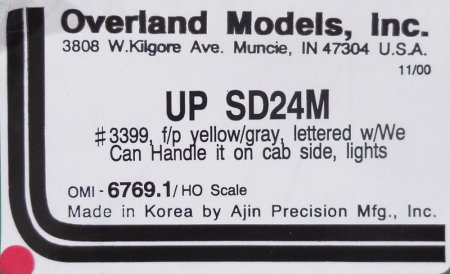 Overland Models, Inc.
3808 W.Kilgore Ave. Muncie, IN 47304 U.S.A.
11/00
UP SD24M
#3399, f/p yellow/gray, lettered w/We
Can Handle it on cab side, lights
OMI - 6769.1/ HO Scale
Made in Korea by Ajin Precision Mfg., Inc.